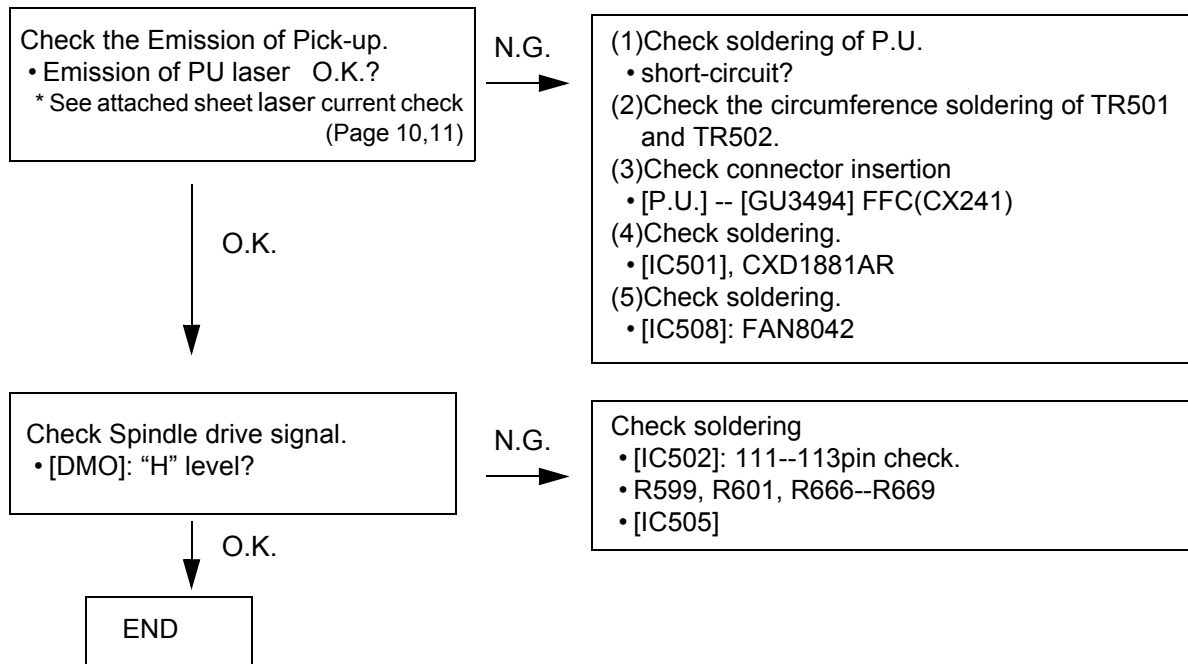 Check the Emission of Pick-up.
• Emission of PU laser O.K.?
* See attached sheet laser current check
(Page 10,11)
N.G.
(1)Check soldering of P.U.
• short-circuit?
(2)Check the circumference soldering of TR501
and TR502.
(3)Check connector insertion
• [P.U.] -- [GU3494] FFC(CX241)
(4)Check soldering.
• [IC501], CXD1881AR
(5)Check soldering.
• [IC508]: FAN8042
O.K.
Check Spindle drive signal.
• [DMO]: “H” level?
N.G.
Check soldering
• [IC502]: 111--113pin check.
• R599, R601, R666--R669
• [IC505]
O.K.
END